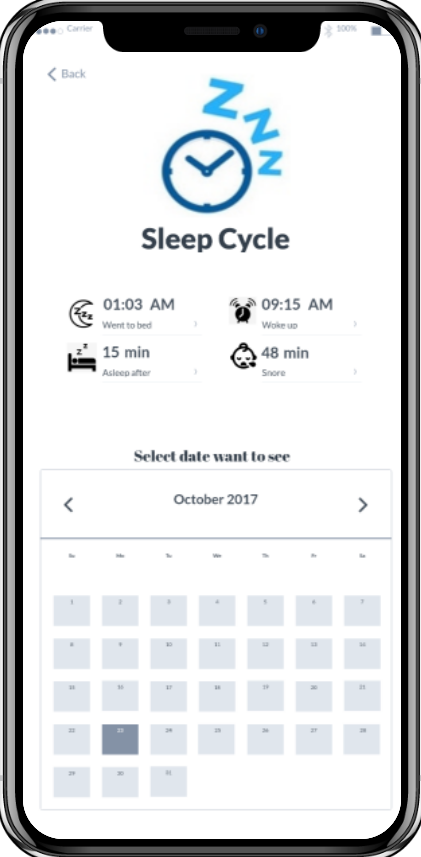 Carrier 100%
Back
Z Z Z
Sleep Cycle
zzz 01:03 AM 09:15 AM
Went to bed Woke up
z z 15 min 48 min
Asleep after Snore
Select date want to see
October 2017
Su Mo Tu We Th Fr Sa
1 2 3 4 5 6 7
8 9 10 11 12 13 14
15 16 17 18 19 20 21
22 23 24 25 26 27 28
29 30 31